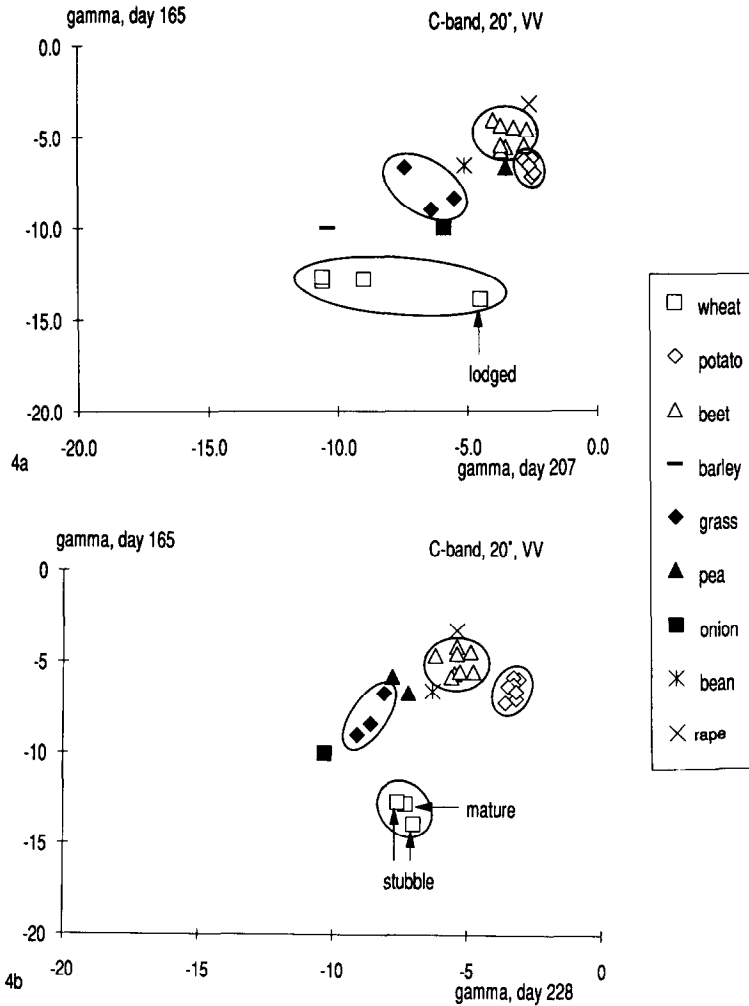 gamma, day 165
C-band, 20°, VV
0.0
-5.0
-10.0
-15.0
-20.0
lodged
-20.0 -15.0 -10.0 -5.0 0.0
4a
gamma, day 207
wheat
potato
beet
barley
grass
pea
onion
bean
rape
gamma, day 165
C-band, 20°, VV
0
-5
-10
-15
-20
mature
stubble
-20 -15 -10 -5 0
4b
gamma, day 228